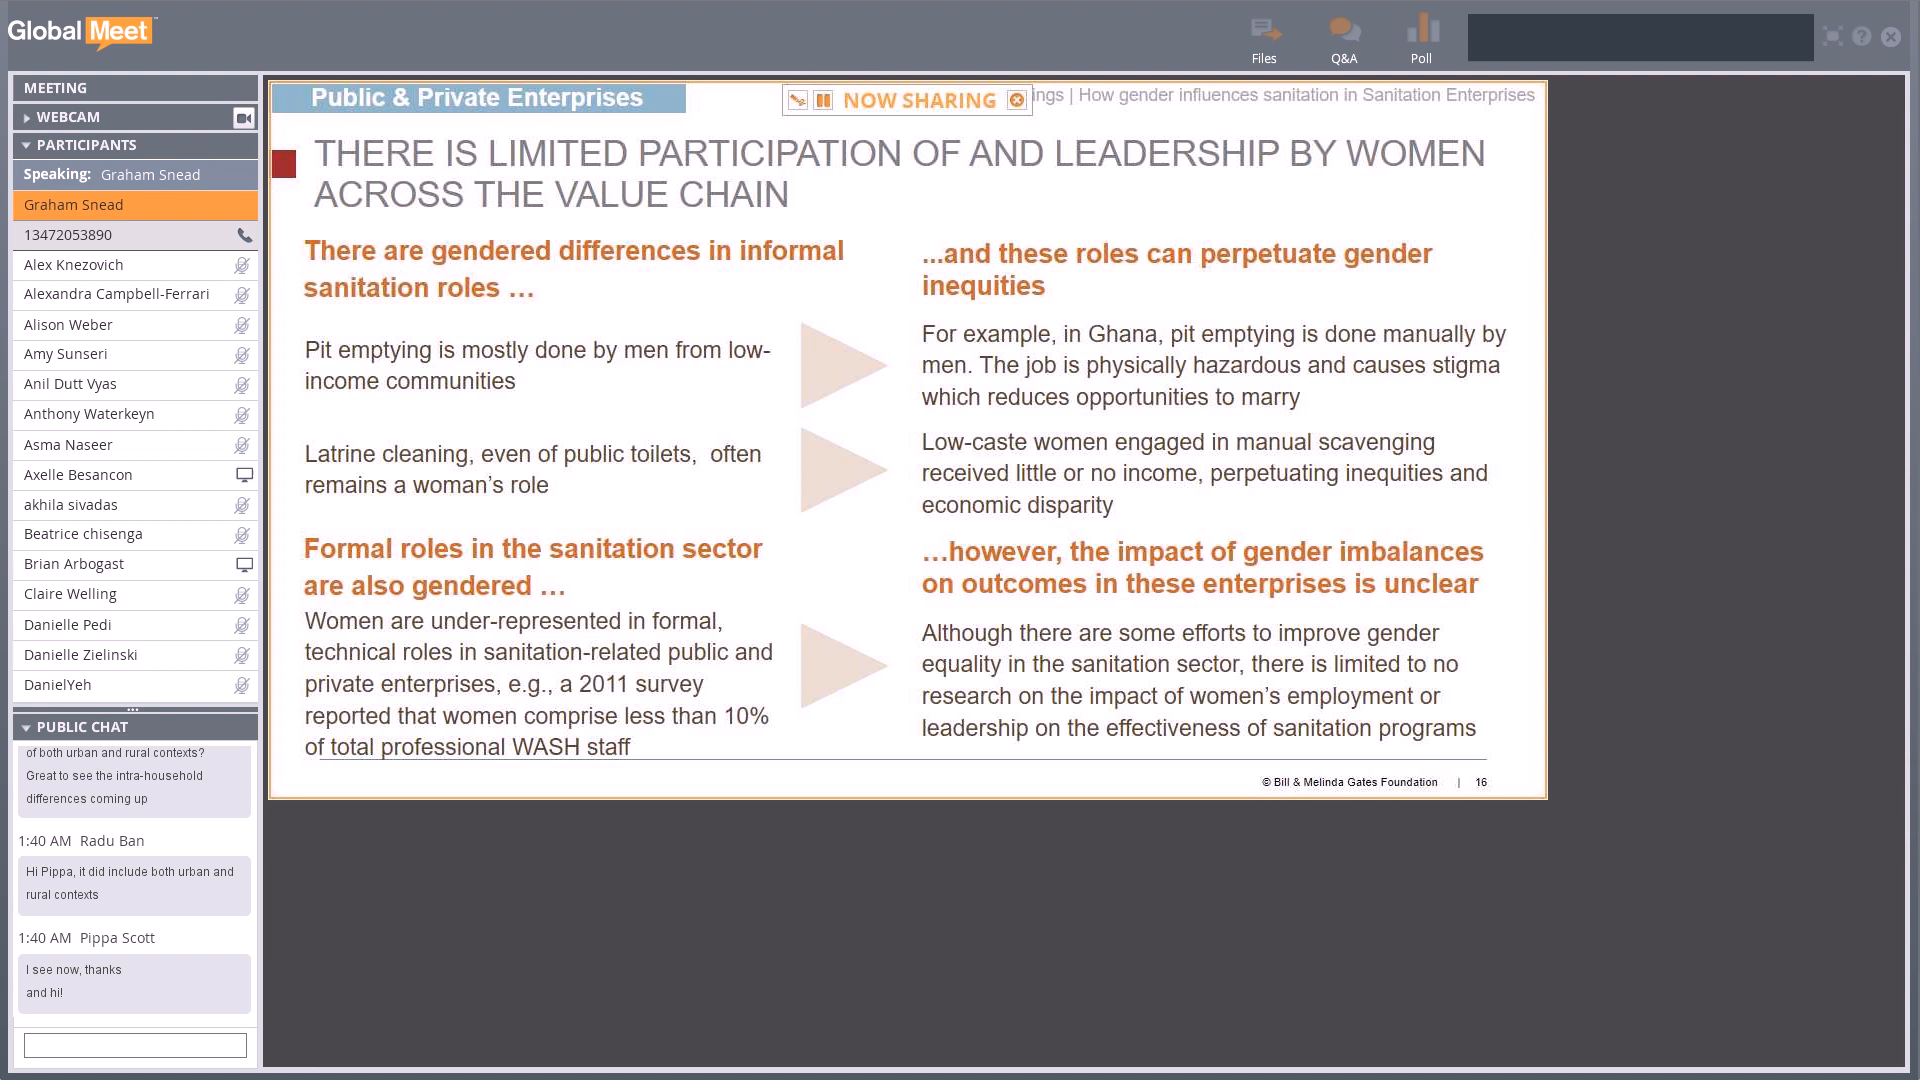 GlobalMeet
Files
Q&A
Poll
MEETING
WEBCAM
PARTICIPANTS
Speaking: Graham Snead
Graham Snead
13472053890
Alex Knezovich
Alexandra Campbell-Ferrari
Alison Weber
Amy Sunseri
Anil Dutt Vyas
Anthony Waterkeyn
Asma Naseer
Axelle Besancon
akhila sivadas
Beatrice chisenga
Brian Arbogast
Claire Welling
Danielle Pedi
Danielle Zielinski
DanielYeh
PUBLIC CHAT
of both urban and rural contexts?
Great to see the intra-household
differences coming up
1:40 AM Radu Ban
Hi Pippa, it did include both urban and
rural contexts
1:40 AM Pippa Scott
I see now, thanks
and hi!
Public & Private Enterprises
NOW SHARING
ings | How gender influences sanitation in Sanitation Enterprises
THERE IS LIMITED PARTICIPATION OF AND LEADERSHIP BY WOMEN
ACROSS THE VALUE CHAIN
There are gendered differences in informal
sanitation roles …
Pit emptying is mostly done by men from low-
income communities
Latrine cleaning, even of public toilets, often
remains a woman’s role
Formal roles in the sanitation sector
are also gendered …
Women are under-represented in formal,
technical roles in sanitation-related public and
private enterprises, e.g., a 2011 survey
reported that women comprise less than 10%
of total professional WASH staff
...and these roles can perpetuate gender
inequities
For example, in Ghana, pit emptying is done manually by
men. The job is physically hazardous and causes stigma
which reduces opportunities to marry
Low-caste women engaged in manual scavenging
received little or no income, perpetuating inequities and
economic disparity
…however, the impact of gender imbalances
on outcomes in these enterprises is unclear
Although there are some efforts to improve gender
equality in the sanitation sector, there is limited to no
research on the impact of women’s employment or
leadership on the effectiveness of sanitation programs
© Bill & Melinda Gates Foundation | 16